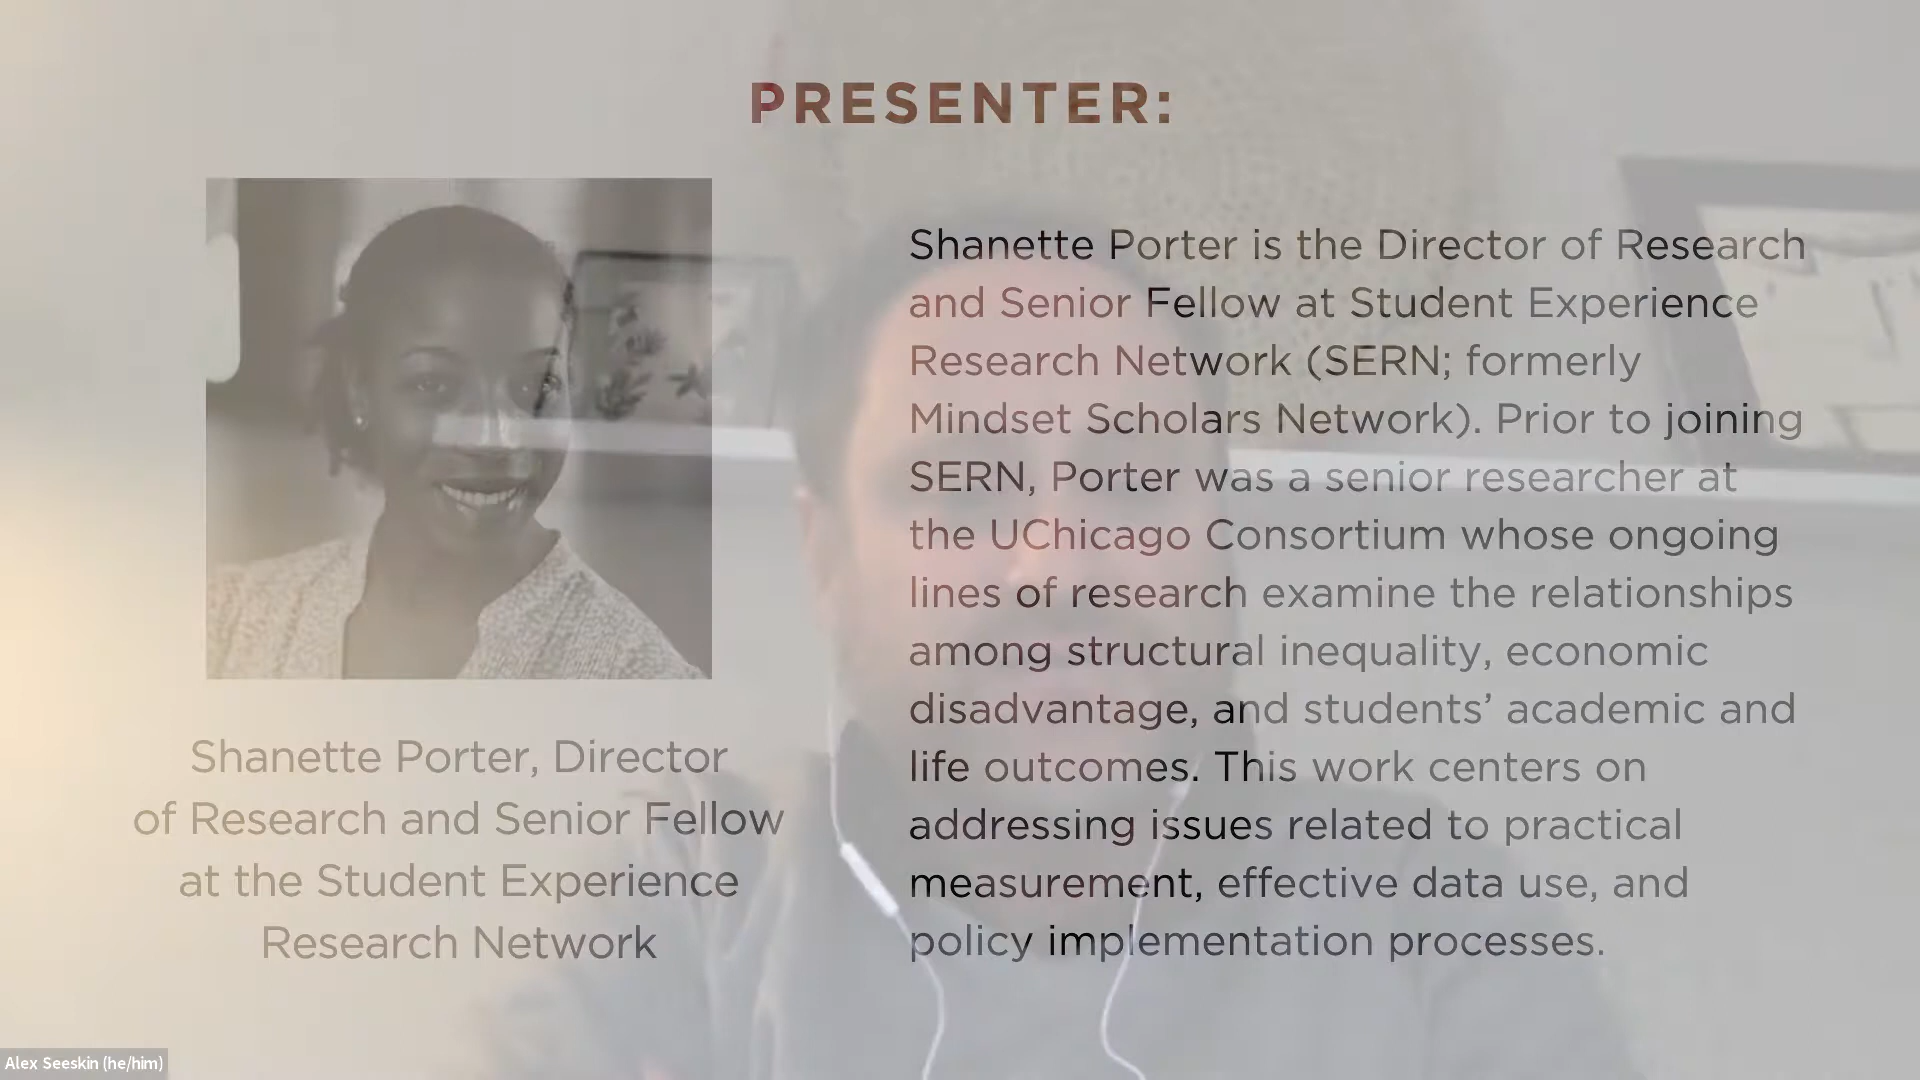 PRESENTER:
Shanette Porter, Director
of Research and Senior Fellow
at the Student Experience
Research Network
Shanette Porter is the Director of Research
and Senior Fellow at Student Experience
Research Network (SERN; formerly
Mindset Scholars Network). Prior to joining
SERN, Porter was a senior researcher at
the UChicago Consortium whose ongoing
lines of research examine the relationships
among structural inequality, economic
disadvantage, and students’ academic and
life outcomes. This work centers on
addressing issues related to practical
measurement, effective data use, and
policy implementation processes.
Alex Seeskin (he/him)